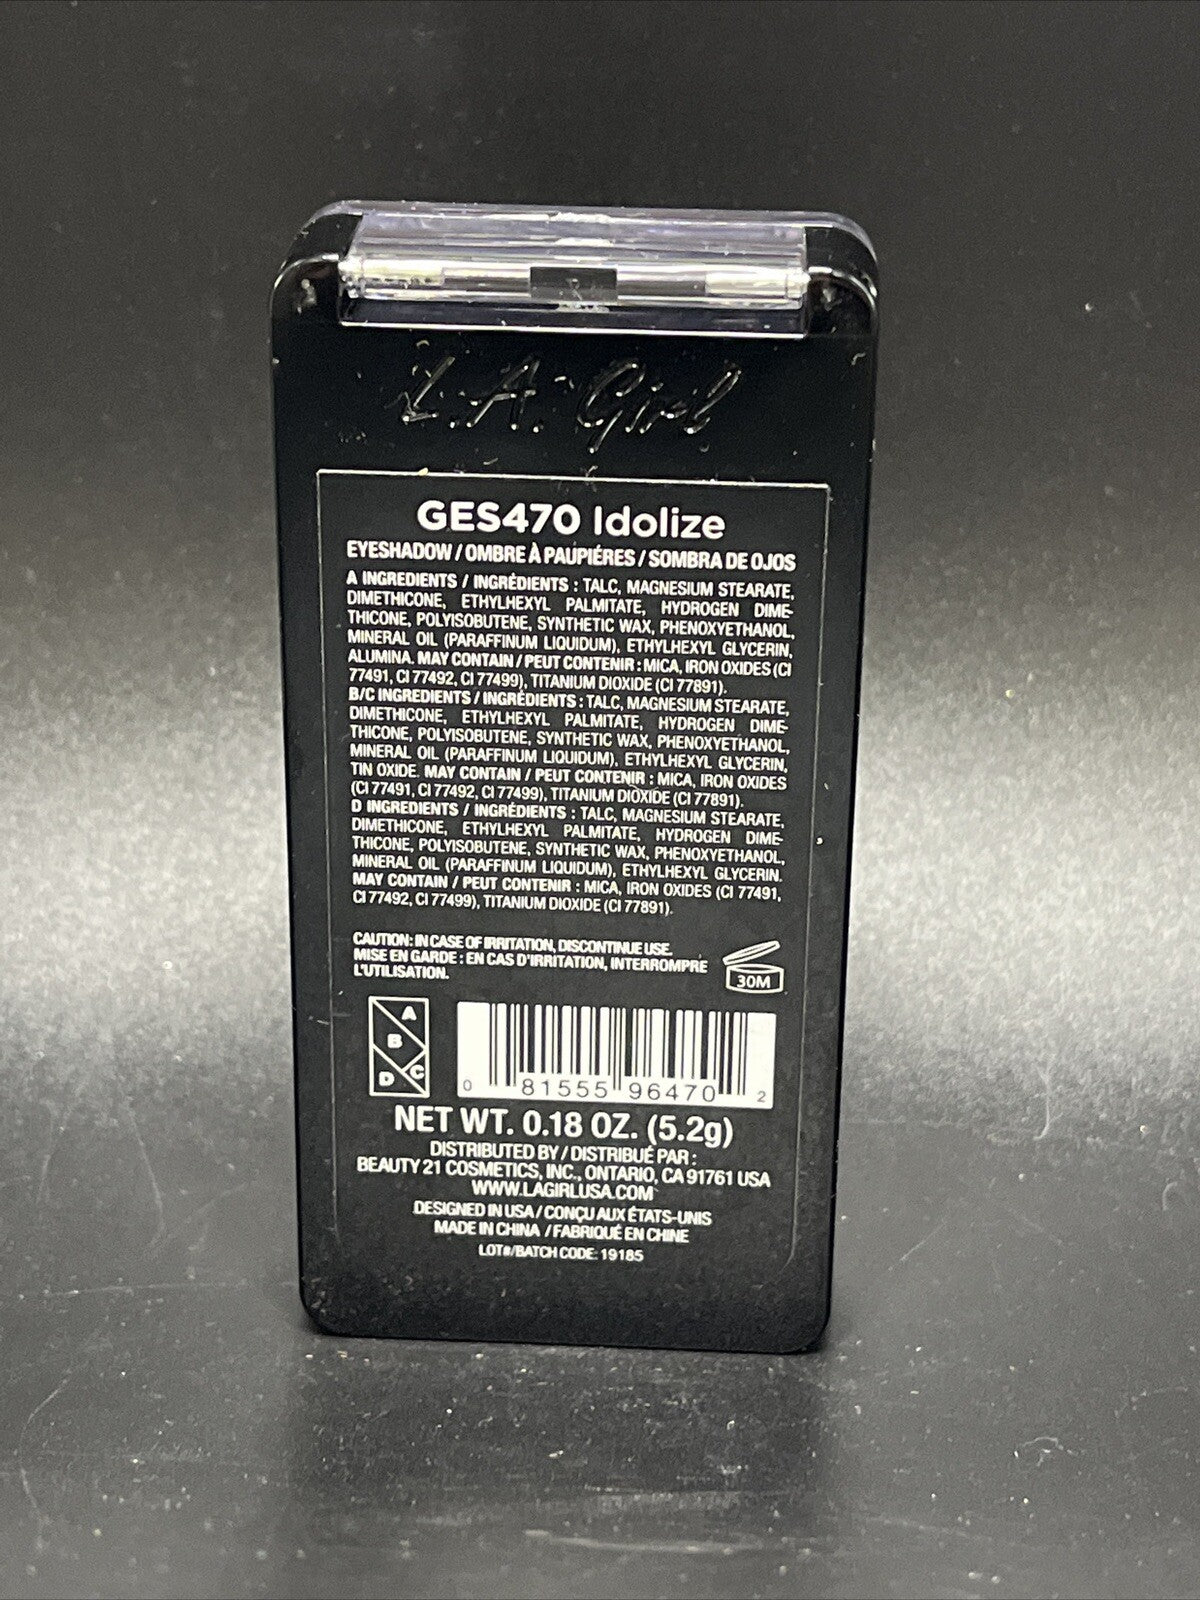 L.A. Girl
GES470 Idolize
EYESHADOW / OMBRE À PAUPIÉRES / SOMBRA DE OJOS
A INGREDIENTS / INGRÉDIENTS : TALC, MAGNESIUM STEARATE,
DIMETHICONE, ETHYLHEXYL PALMITATE, HYDROGEN DIME-
THICONE, POLYISOBUTENE, SYNTHETIC WAX, PHENOXYETHANOL,
MINERAL OIL (PARAFFINUM LIQUIDUM), ETHYLHEXYL GLYCERIN,
ALUMINA. MAY CONTAIN / PEUT CONTENIR : MICA, IRON OXIDES (CI
77491, CI 77492, CI 77499), TITANIUM DIOXIDE (CI 77891).
B/C INGREDIENTS / INGRÉDIENTS : TALC, MAGNESIUM STEARATE,
DIMETHICONE, ETHYLHEXYL PALMITATE, HYDROGEN DIME-
THICONE, POLYISOBUTENE, SYNTHETIC WAX, PHENOXYETHANOL,
MINERAL OIL (PARAFFINUM LIQUIDUM), ETHYLHEXYL GLYCERIN,
TIN OXIDE. MAY CONTAIN / PEUT CONTENIR : MICA, IRON OXIDES
(CI 77491, CI 77492, CI 77499), TITANIUM DIOXIDE (CI 77891).
D INGREDIENTS / INGRÉDIENTS : TALC, MAGNESIUM STEARATE,
DIMETHICONE, ETHYLHEXYL PALMITATE, HYDROGEN DIME-
THICONE, POLYISOBUTENE, SYNTHETIC WAX, PHENOXYETHANOL,
MINERAL OIL (PARAFFINUM LIQUIDUM), ETHYLHEXYL GLYCERIN.
MAY CONTAIN / PEUT CONTENIR : MICA, IRON OXIDES (CI 77491,
CI 77492, CI 77499), TITANIUM DIOXIDE (CI 77891).
CAUTION: IN CASE OF IRRITATION, DISCONTINUE USE.
MISE EN GARDE : EN CAS D'IRRITATION, INTERROMPRE
L'UTILISATION.
30M
A
B
D C
0 81555 96470 2
NET WT. 0.18 OZ. (5.2g)
DISTRIBUTED BY / DISTRIBUÉ PAR :
BEAUTY 21 COSMETICS, INC., ONTARIO, CA 91761 USA
WWW.LAGIRLUSA.COM
DESIGNED IN USA / CONÇU AUX ÉTATS-UNIS
MADE IN CHINA / FABRIQUÉ EN CHINE
LOT#/BATCH CODE: 19185